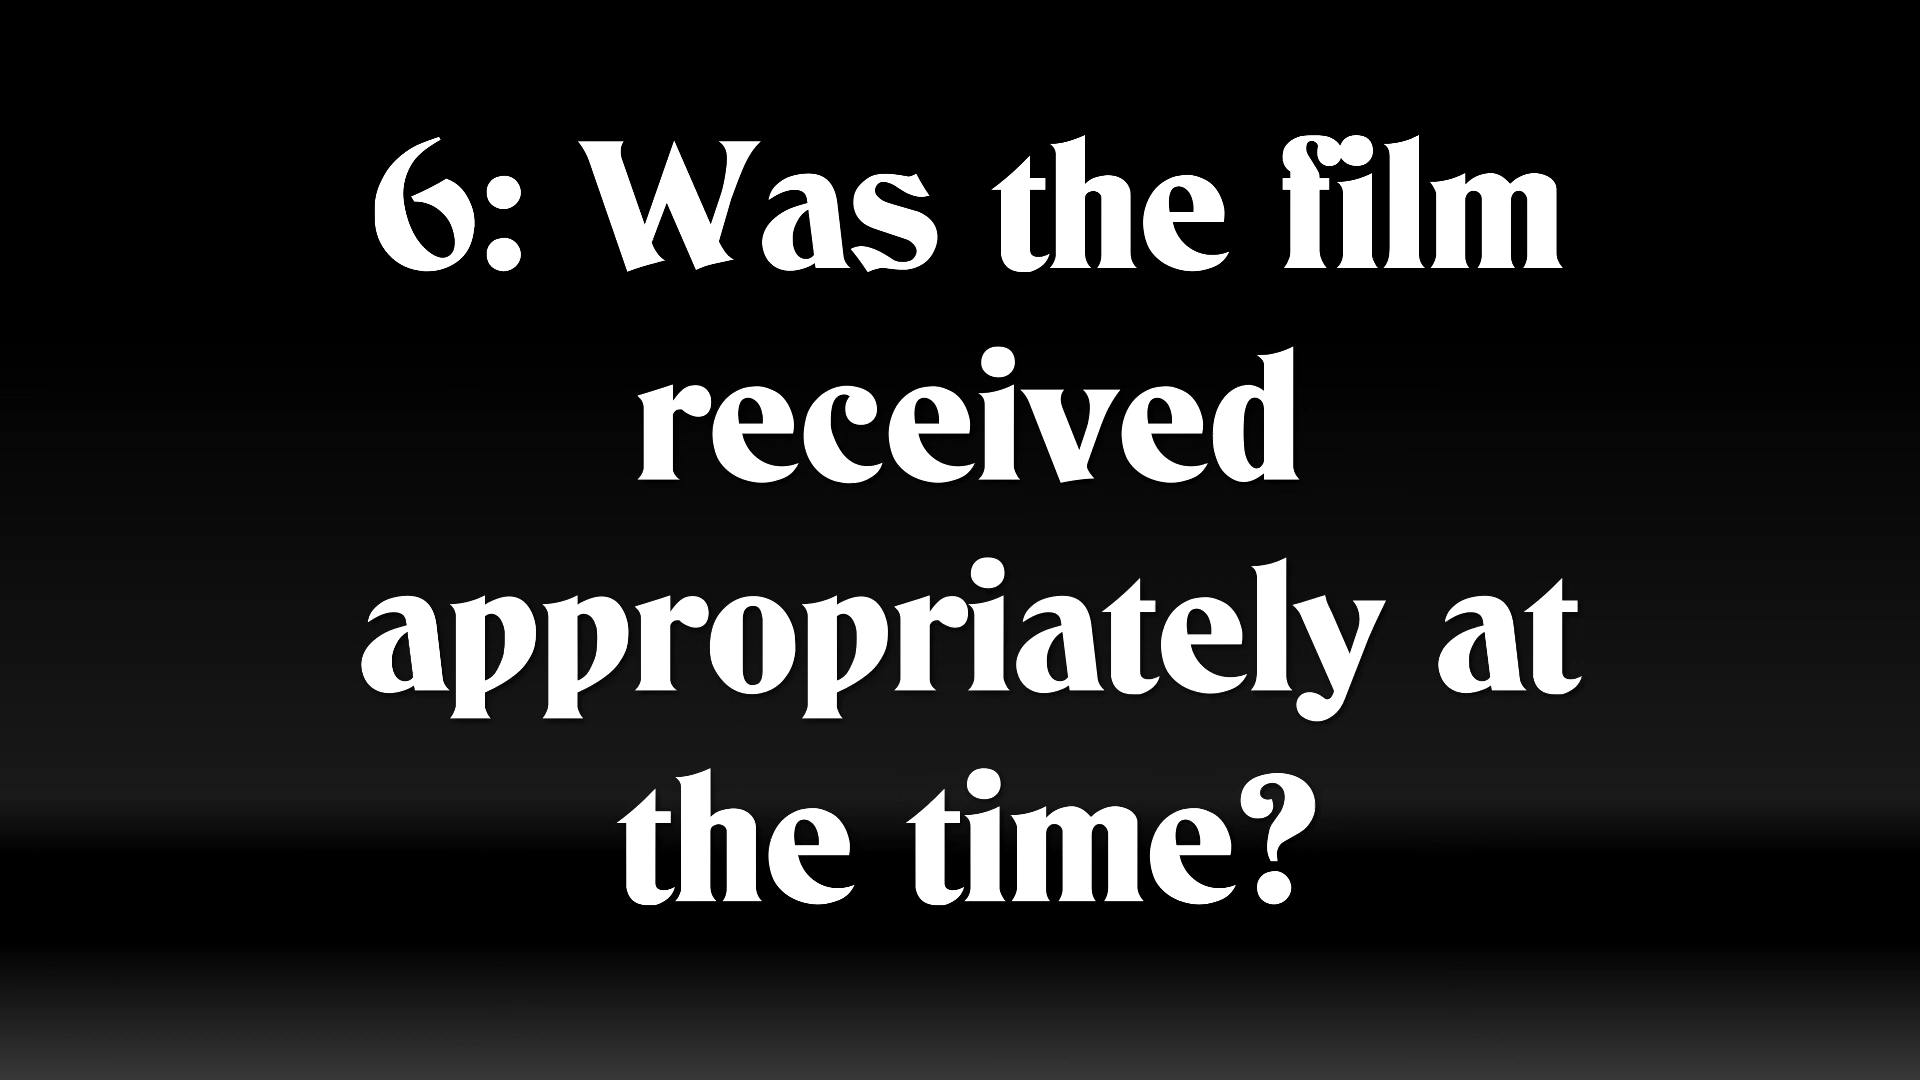 6: Was the film
received
appropriately at
the time?